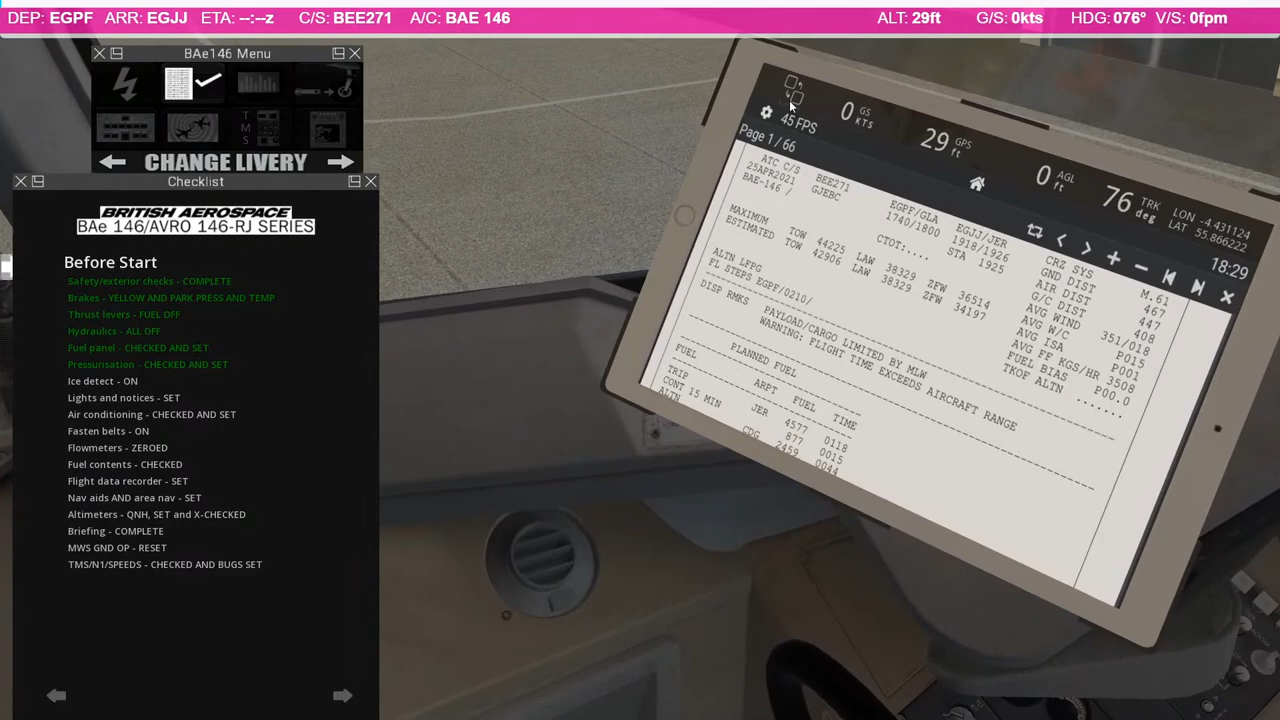 DEP: EGPF ARR: EGJJ ETA: --:--z C/S: BEE271 A/C: BAE 146 ALT: 29ft G/S: 0kts HDG: 076° V/S: 0fpm
BAe146 Menu
TMS
CHANGE LIVERY
Checklist
BRITISH AEROSPACE
BAe 146/AVRO 146-RJ SERIES
Before Start
Safety/exterior checks - COMPLETE
Brakes - YELLOW AND PARK PRESS AND TEMP
Thrust levers - FUEL OFF
Hydraulics - ALL OFF
Fuel panel - CHECKED AND SET
Pressurisation - CHECKED AND SET
Ice detect - ON
Lights and notices - SET
Air conditioning - CHECKED AND SET
Fasten belts - ON
Flowmeters - ZEROED
Fuel contents - CHECKED
Flight data recorder - SET
Nav aids AND area nav - SET
Altimeters - QNH, SET and X-CHECKED
Briefing - COMPLETE
MWS GND OP - RESET
TMS/N1/SPEEDS - CHECKED AND BUGS SET
45 FPS
0 GS KTS
29 GPS ft
0 AGL ft
76 TRK deg
LON -4.431124
LAT 55.866222
Page 1/66
18:29
ATC C/S BEE271 EGPF/GLA EGJJ/JER CRZ SYS M.61
25APR2021 GJEBC 1740/1800 1918/1926 GND DIST 467
BAE-146 / CTOT:.... STA 1925 AIR DIST 447
G/C DIST 408
MAXIMUM TOW 44225 LAW 38329 ZFW 36514 AVG WIND 351/018
ESTIMATED TOW 42906 LAW 38329 ZFW 34197 AVG W/C P015
AVG ISA P001
ALTN LFPG AVG FF KGS/HR 3508
FL STEPS EGPF/0210/ FUEL BIAS P00.0
TKOF ALTN .......
DISP RMKS PAYLOAD/CARGO LIMITED BY MLW
WARNING: FLIGHT TIME EXCEEDS AIRCRAFT RANGE
PLANNED FUEL
FUEL ARPT FUEL TIME
TRIP JER 4577 0118
CONT 15 MIN 877 0015
ALTN CDG 2459 0044